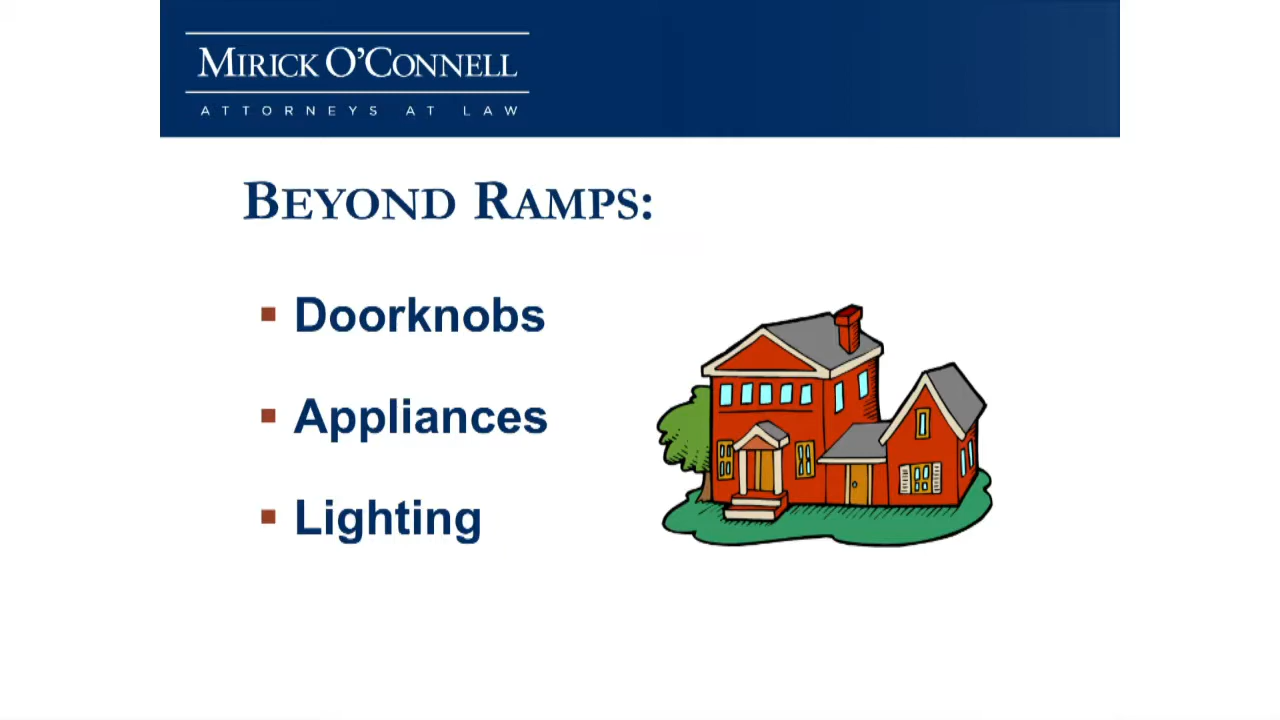 MIRICK O'CONNELL
ATTORNEYS AT LAW
BEYOND RAMPS:
Doorknobs
Appliances
Lighting